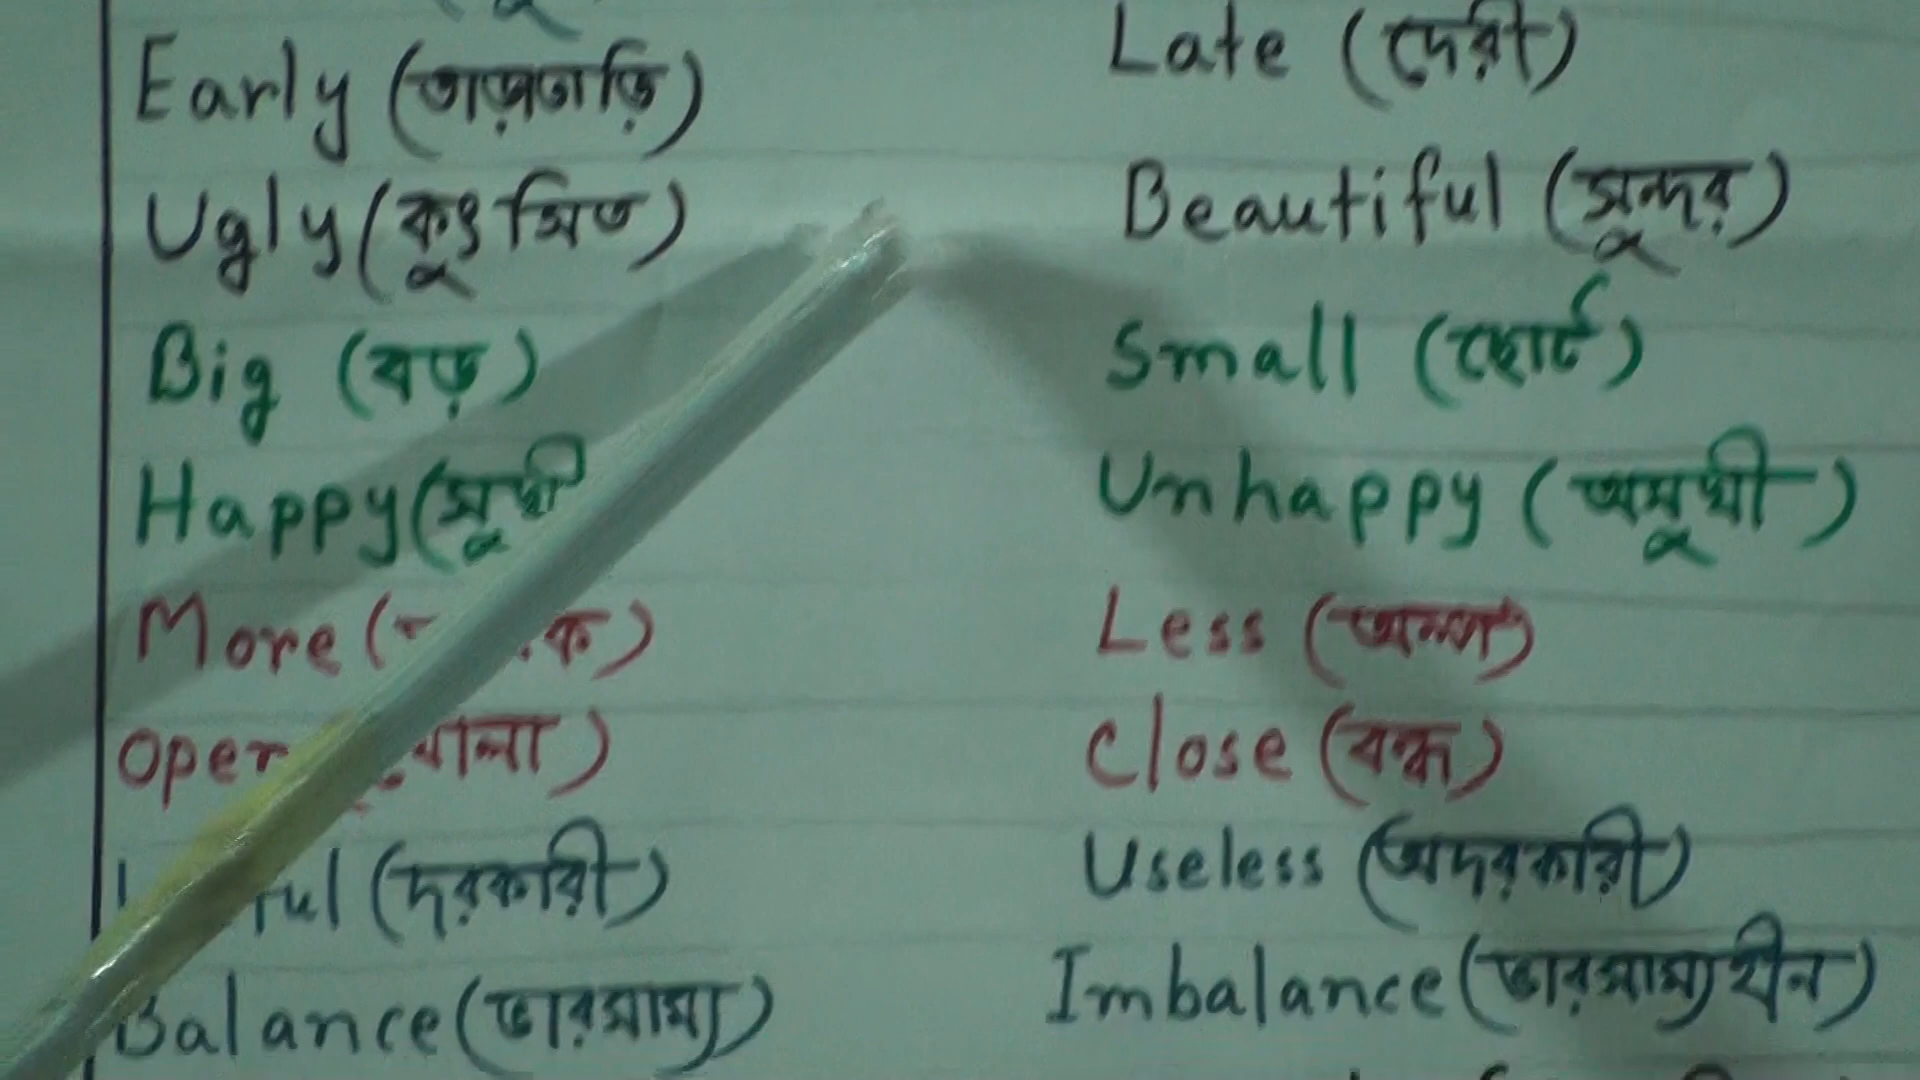 Early (তাড়াতাড়ি) Late (দেরী)
Ugly (কুৎসিত) Beautiful (সুন্দর)
Big (বড়) Small (ছোট)
Happy (সুখী Unhappy (অসুখী)
More ( Less (অল্প)
Close (বন্ধ)
(দরকারী) Useless (অদরকারী)
Balance (ভারসাম্য) Imbalance (ভারসাম্যহীন)